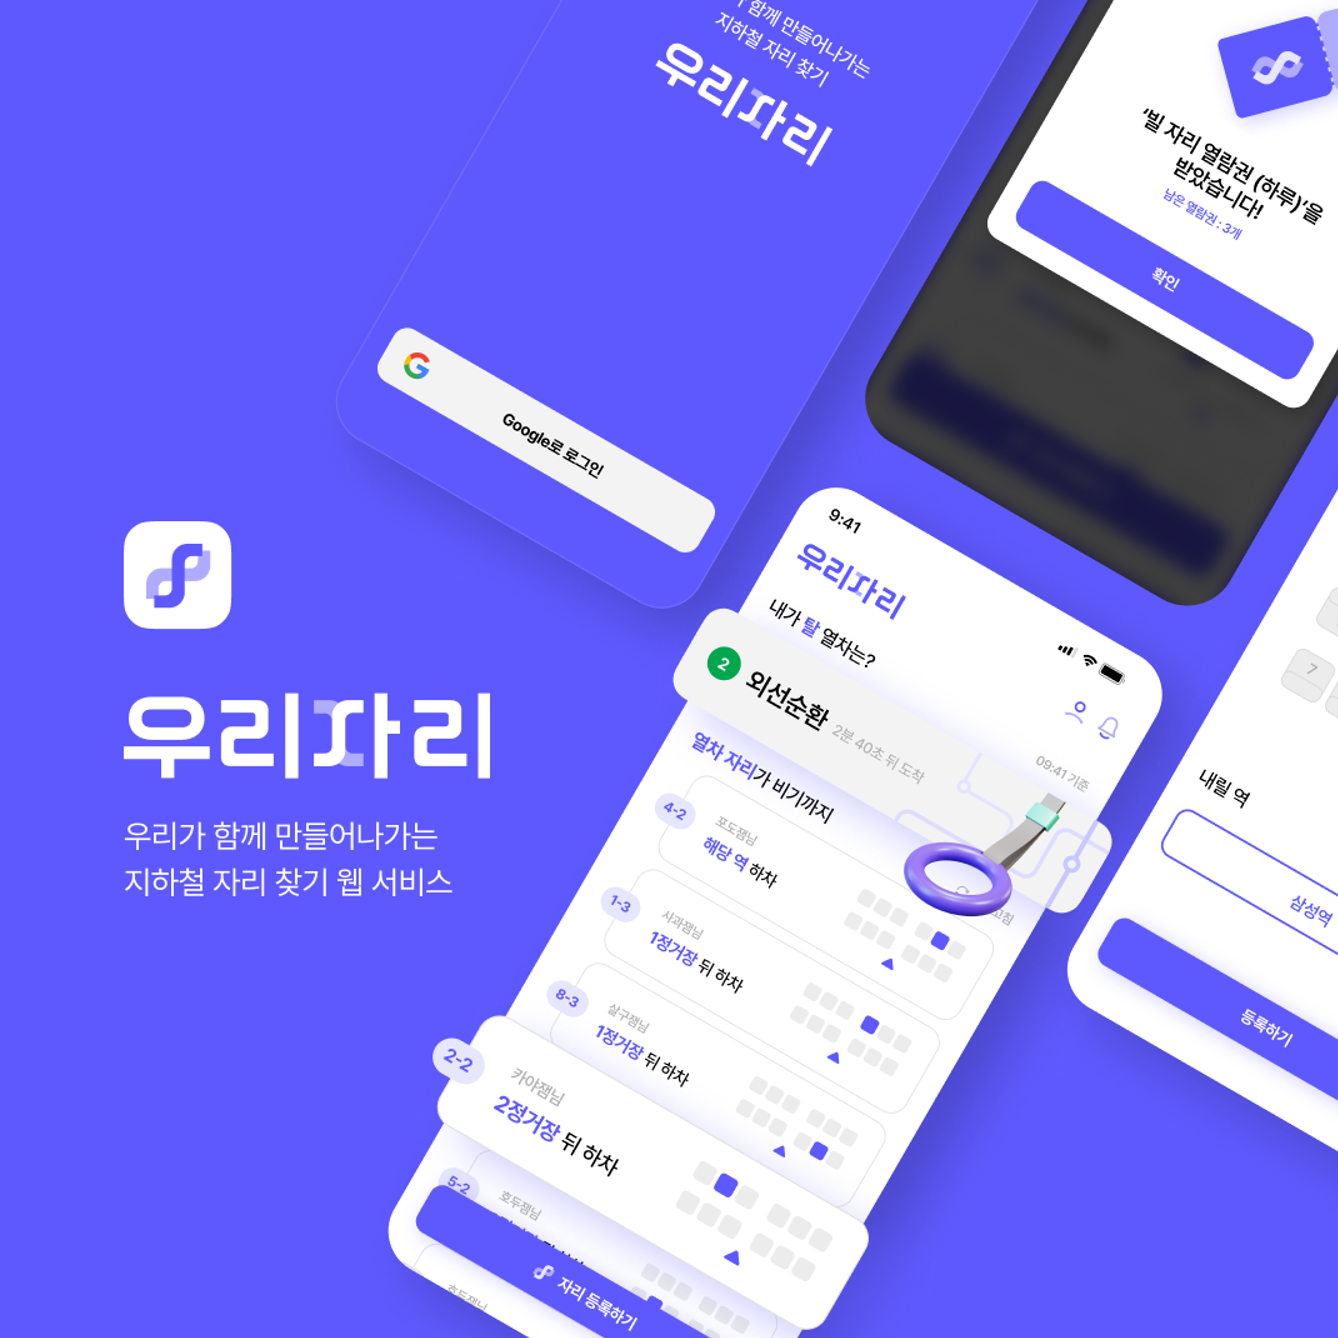 함께 만들어나가는
지하철 자리 찾기
우리자리
Google로 로그인
‘빌 자리 열람권 (하루)’을
받았습니다!
남은 열람권 : 3개
확인
우리자리
우리가 함께 만들어나가는
지하철 자리 찾기 웹 서비스
9:41
우리자리
내가 탈 열차는?
2 외선순환 2분 40초 뒤 도착
09:41 기준
열차 자리가 비기까지
고침
4-2
포도잼님
해당 역 하차
1-3
사과잼님
1정거장 뒤 하차
8-3
살구잼님
1정거장 뒤 하차
2-2
카야잼님
2정거장 뒤 하차
5-2
호두잼님
호두잼님
자리 등록하기
7
내릴 역
삼성역
등록하기